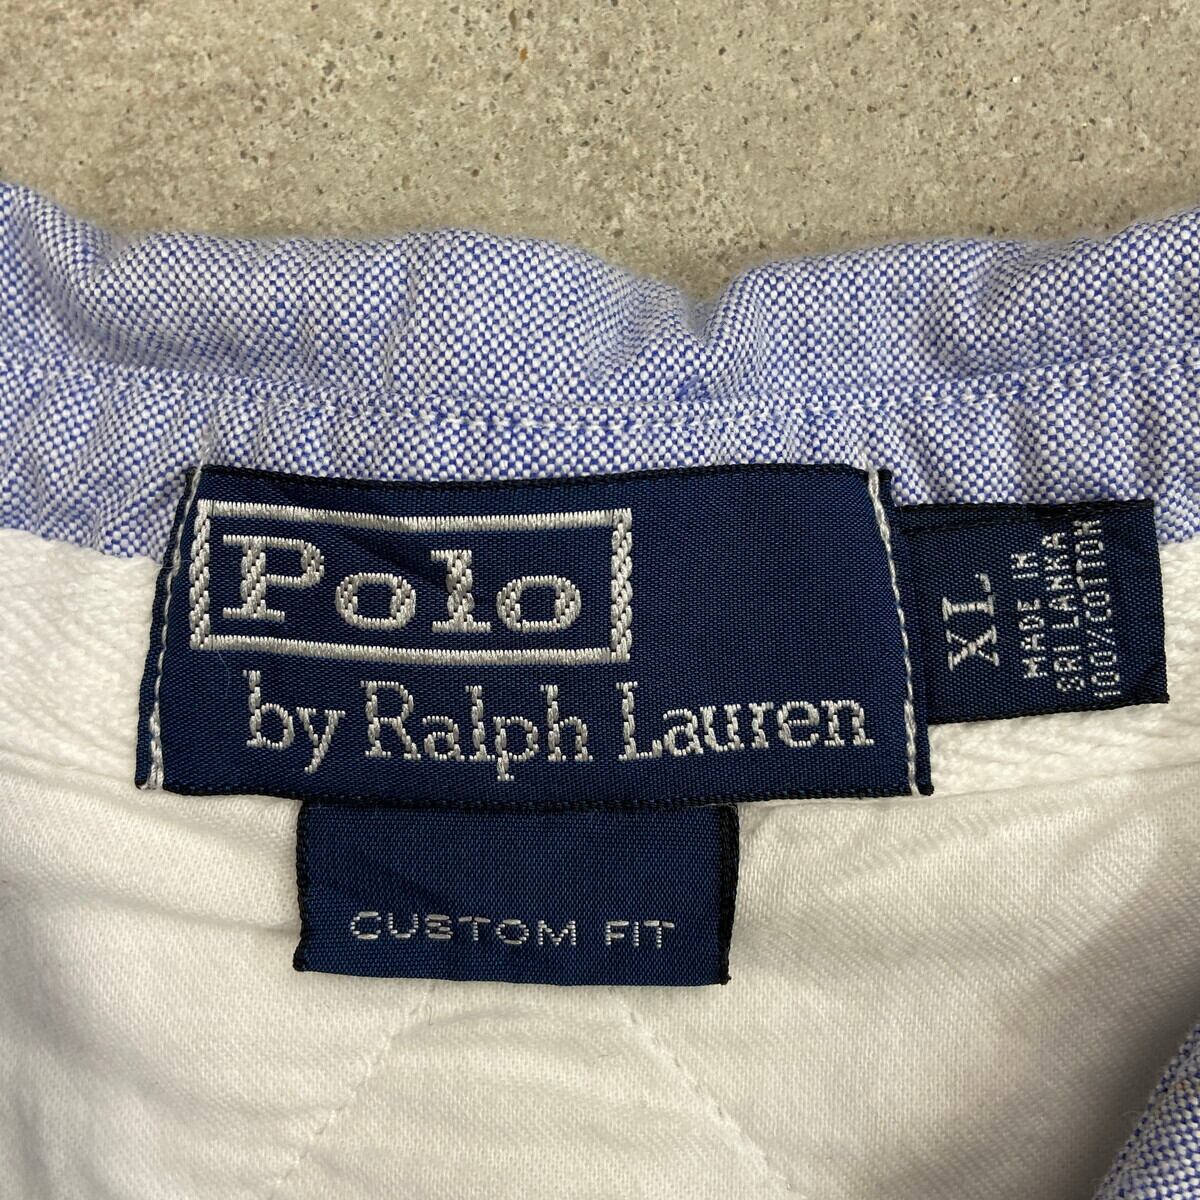 Polo
by Ralph Lauren
XL
MADE IN
SRI LANKA
100% COTTON
CUSTOM FIT